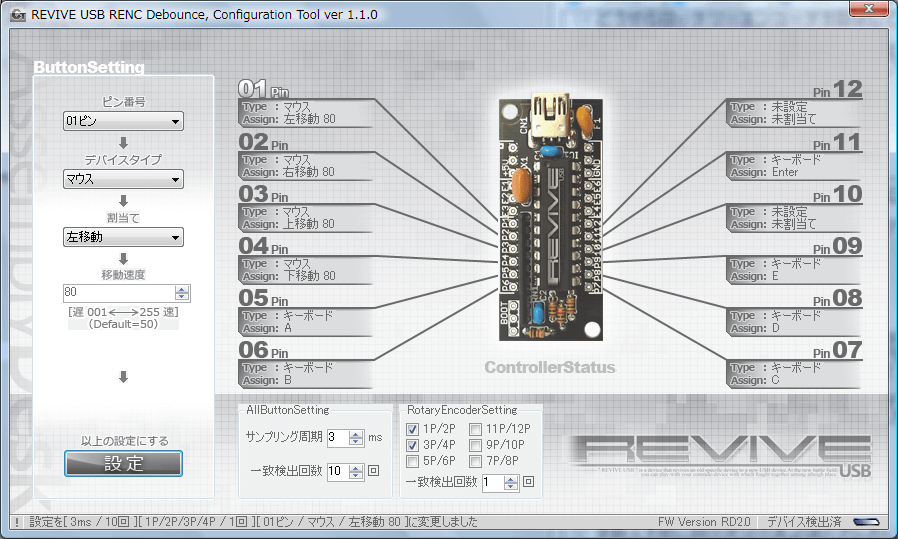 REVIVE USB RENC Debounce, Configuration Tool ver 1.1.0
ButtonSetting
ピン番号
01ピン
デバイスタイプ
マウス
割当て
左移動
移動速度
80
[遅 001<-->255 速]
(Default=50)
以上の設定にする
設定
01 Pin
Type : マウス
Assign: 左移動 80
02 Pin
Type : マウス
Assign: 右移動 80
03 Pin
Type : マウス
Assign: 上移動 80
04 Pin
Type : マウス
Assign: 下移動 80
05 Pin
Type : キーボード
Assign: A
06 Pin
Type : キーボード
Assign: B
CN1
F1
X1
REVIVE USB
BOOT
ControllerStatus
Pin 12
Type : 未設定
Assign: 未割当て
Pin 11
Type : キーボード
Assign: Enter
Pin 10
Type : 未設定
Assign: 未割当て
Pin 09
Type : キーボード
Assign: E
Pin 08
Type : キーボード
Assign: D
Pin 07
Type : キーボード
Assign: C
AllButtonSetting
サンプリング周期 3 ms
一致検出回数 10 回
RotaryEncoderSetting
1P/2P 11P/12P
3P/4P 9P/10P
5P/6P 7P/8P
一致検出回数 1 回
REVIVE USB
! 設定を[ 3ms / 10回 ][ 1P/2P/3P/4P / 1回 ][ 01ピン / マウス / 左移動 80 ]に変更しました
FW Version RD2.0 デバイス検出済